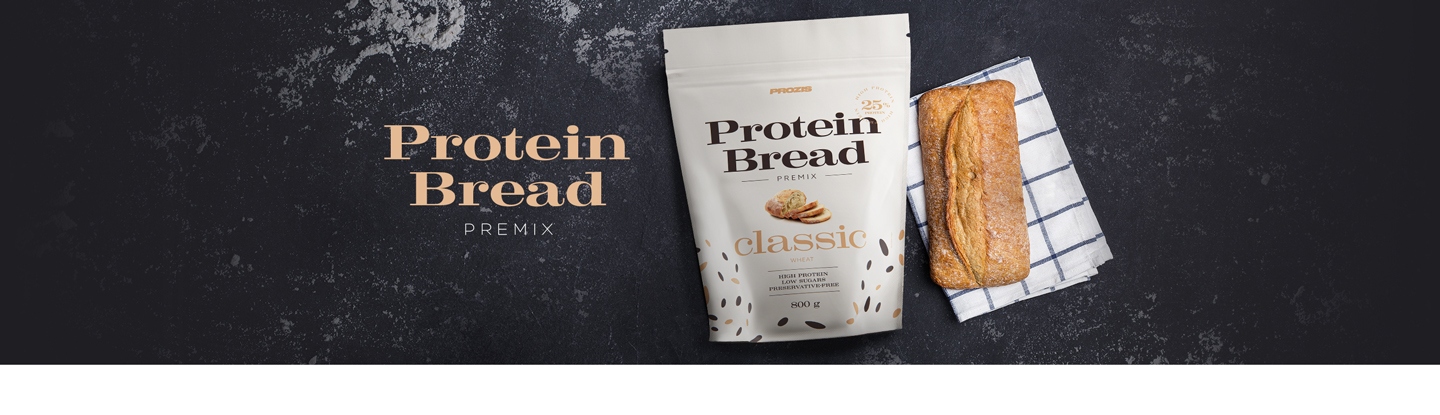 Protein
Bread
PREMIX
PROZIS
25%
Protein
Bread
PREMIX
classic
WHEAT
HIGH PROTEIN
LOW SUGARS
PRESERVATIVE-FREE
800 g